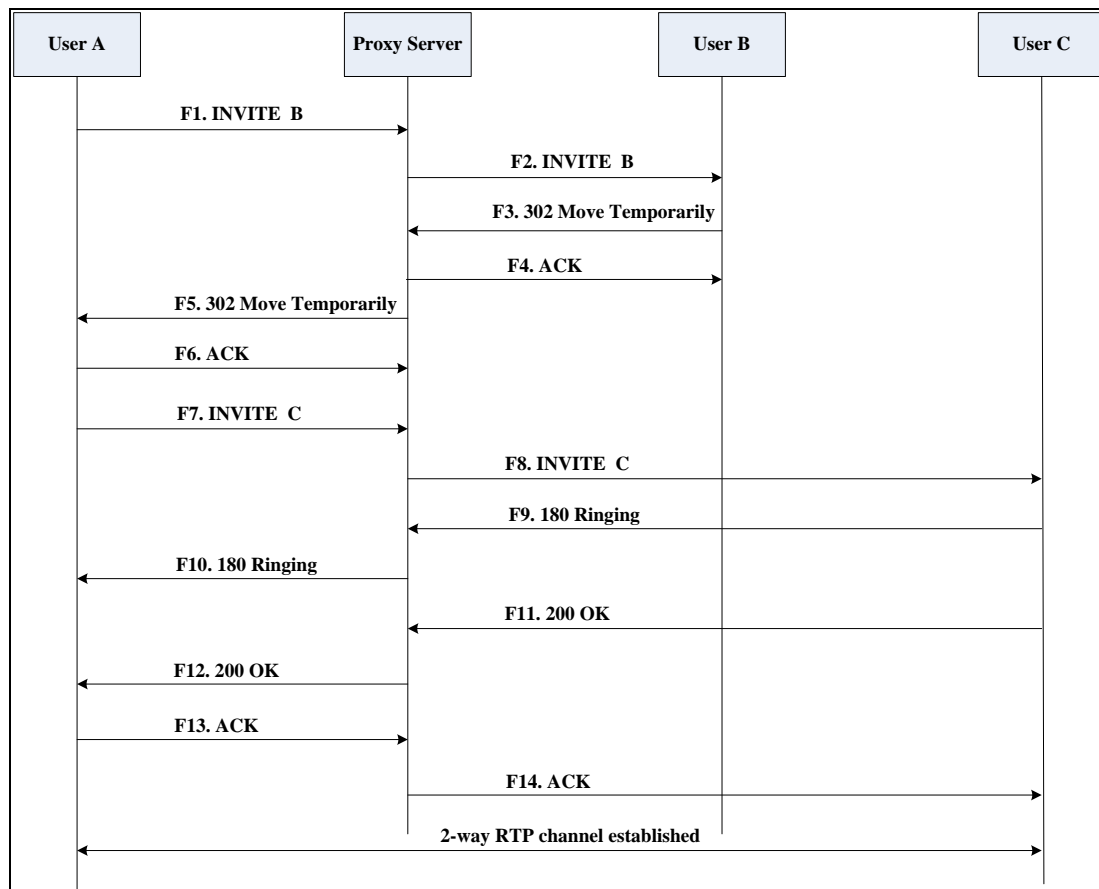 User A
Proxy Server
User B
User C
F1. INVITE B
F2. INVITE B
F3. 302 Move Temporarily
F4. ACK
F5. 302 Move Temporarily
F6. ACK
F7. INVITE C
F8. INVITE C
F9. 180 Ringing
F10. 180 Ringing
F11. 200 OK
F12. 200 OK
F13. ACK
F14. ACK
2-way RTP channel established